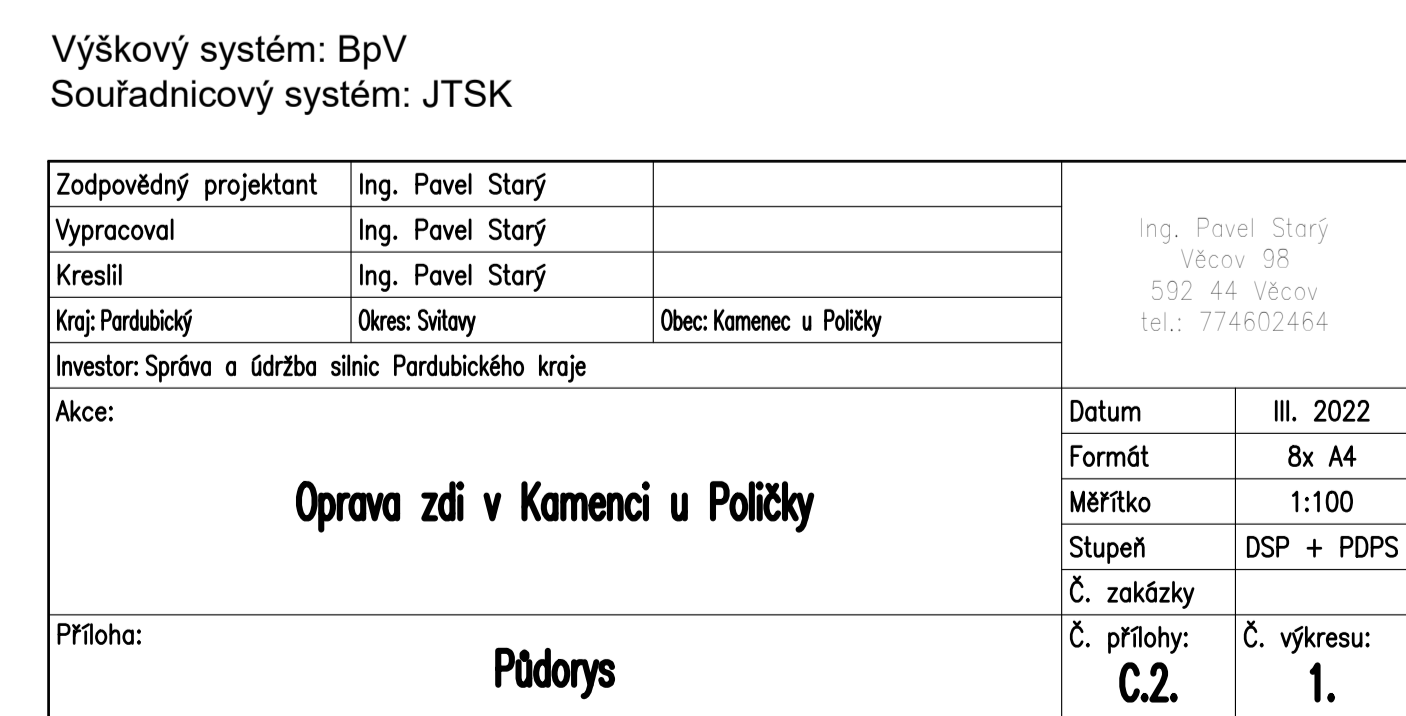 Výškový systém: BpV
Souřadnicový systém: JTSK
Zodpovědný projektant Ing. Pavel Starý
Vypracoval Ing. Pavel Starý
Kreslil Ing. Pavel Starý
Kraj: Pardubický Okres: Svitavy Obec: Kamenec u Poličky
Investor: Správa a údržba silnic Pardubického kraje
Ing. Pavel Starý
Věcov 98
592 44 Věcov
tel.: 774602464
Akce:
Oprava zdi v Kamenci u Poličky
Datum III. 2022
Formát 8x A4
Měřítko 1:100
Stupeň DSP + PDPS
Č. zakázky
Příloha:
Půdorys
Č. přílohy:
C.2.
Č. výkresu:
1.